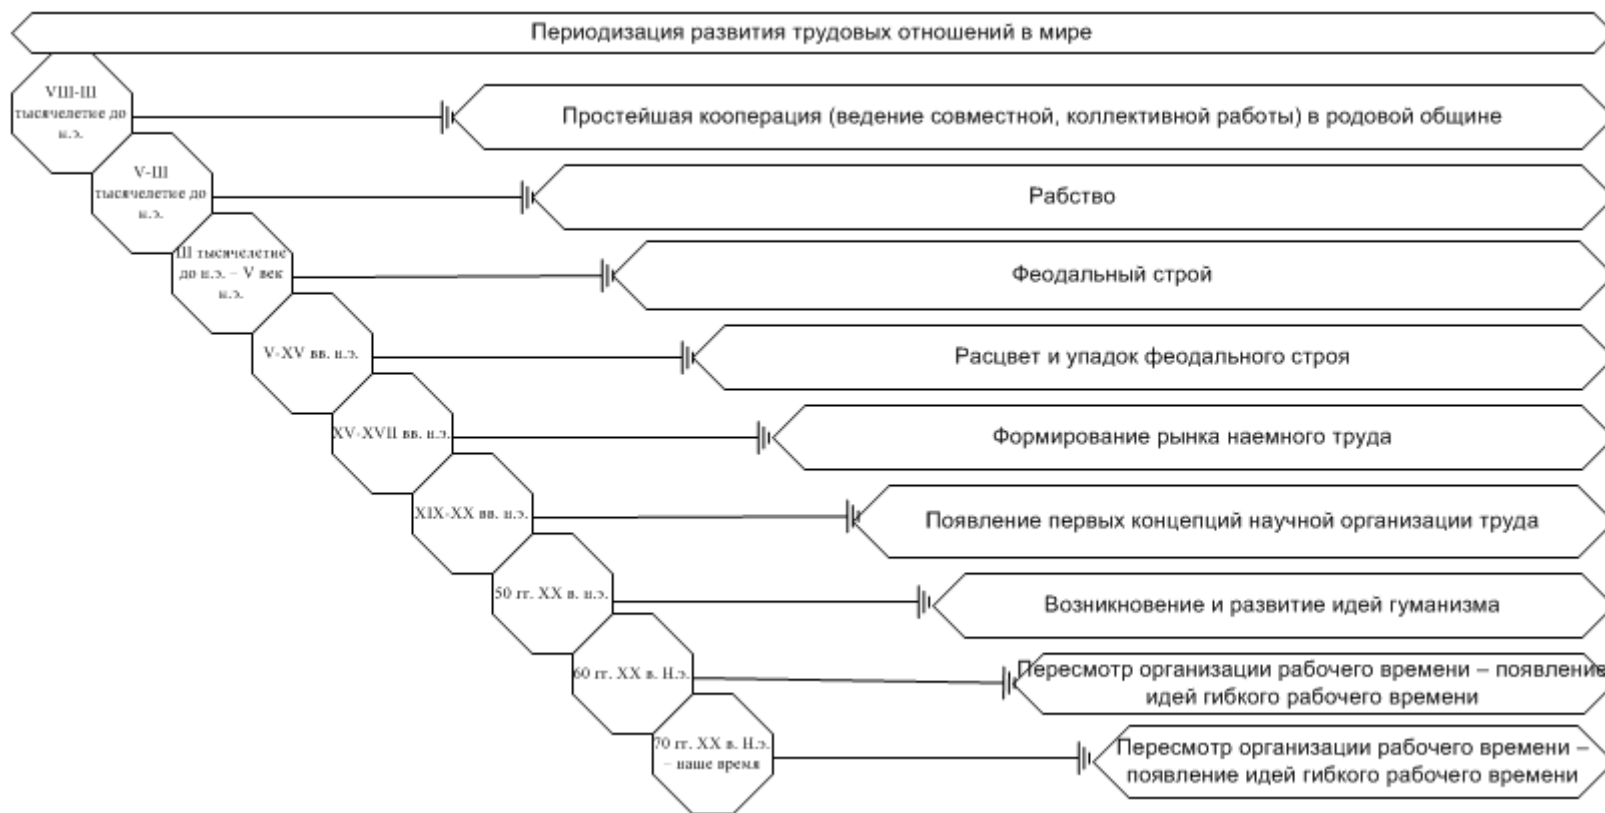 Периодизация развития трудовых отношений в мире
VIII-III
тысячелетие до
н.э.
Простейшая кооперация (ведение совместной, коллективной работы) в родовой общине
V-III
тысячелетие до
н.э.
Рабство
III тысячелетие
до н.э. – V век
н.э.
Феодальный строй
V-XV вв. н.э.
Расцвет и упадок феодального строя
XV-XVII вв. н.э.
Формирование рынка наемного труда
XIX-XX вв. н.э.
Появление первых концепций научной организации труда
50 гг. XX в. н.э.
Возникновение и развитие идей гуманизма
60 гг. XX в. Н.э.
Пересмотр организации рабочего времени – появление
идей гибкого рабочего времени
70 гг. XX в. Н.э.
– наше время
Пересмотр организации рабочего времени –
появление идей гибкого рабочего времени